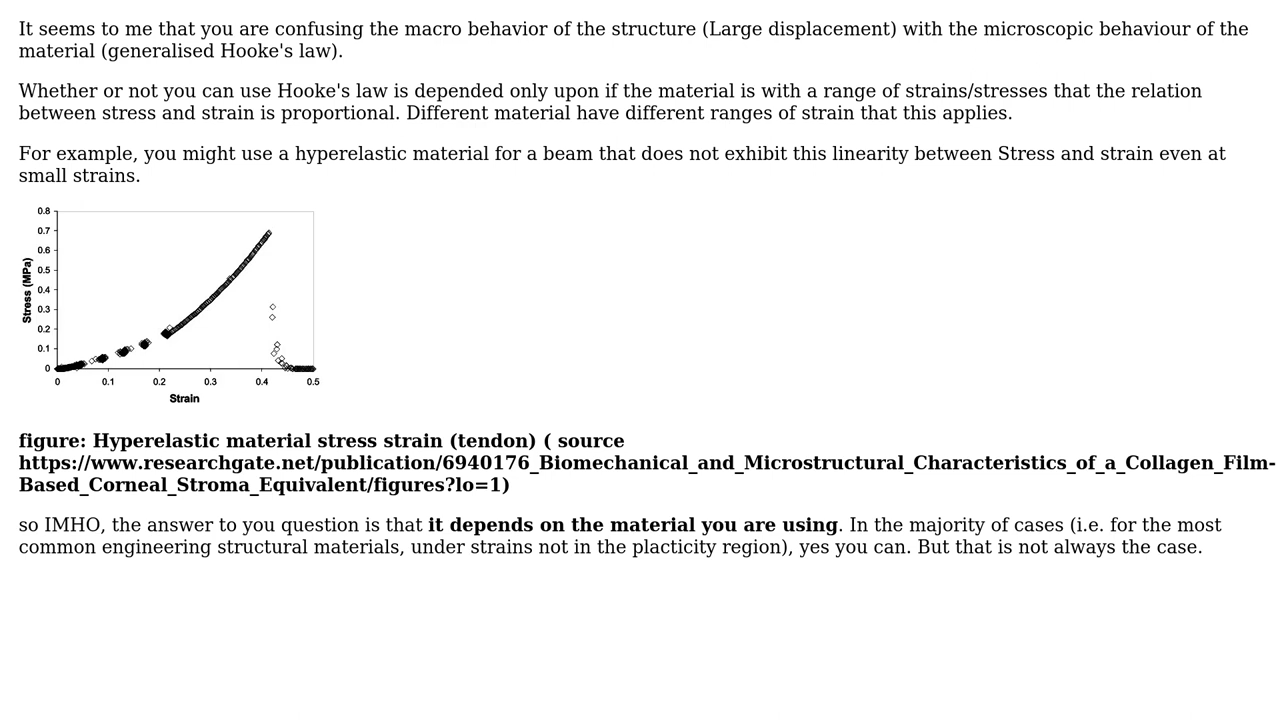 It seems to me that you are confusing the macro behavior of the structure (Large displacement) with the microscopic behaviour of the
material (generalised Hooke's law).
Whether or not you can use Hooke's law is depended only upon if the material is with a range of strains/stresses that the relation
between stress and strain is proportional. Different material have different ranges of strain that this applies.
For example, you might use a hyperelastic material for a beam that does not exhibit this linearity between Stress and strain even at
small strains.
0.8
0.7
0.6
0.5
0.4
0.3
0.2
0.1
0
Stress (MPa)
0 0.1 0.2 0.3 0.4 0.5
Strain
figure: Hyperelastic material stress strain (tendon) ( source
https://www.researchgate.net/publication/6940176_Biomechanical_and_Microstructural_Characteristics_of_a_Collagen_Film-
Based_Corneal_Stroma_Equivalent/figures?lo=1)
so IMHO, the answer to you question is that it depends on the material you are using. In the majority of cases (i.e. for the most
common engineering structural materials, under strains not in the placticity region), yes you can. But that is not always the case.